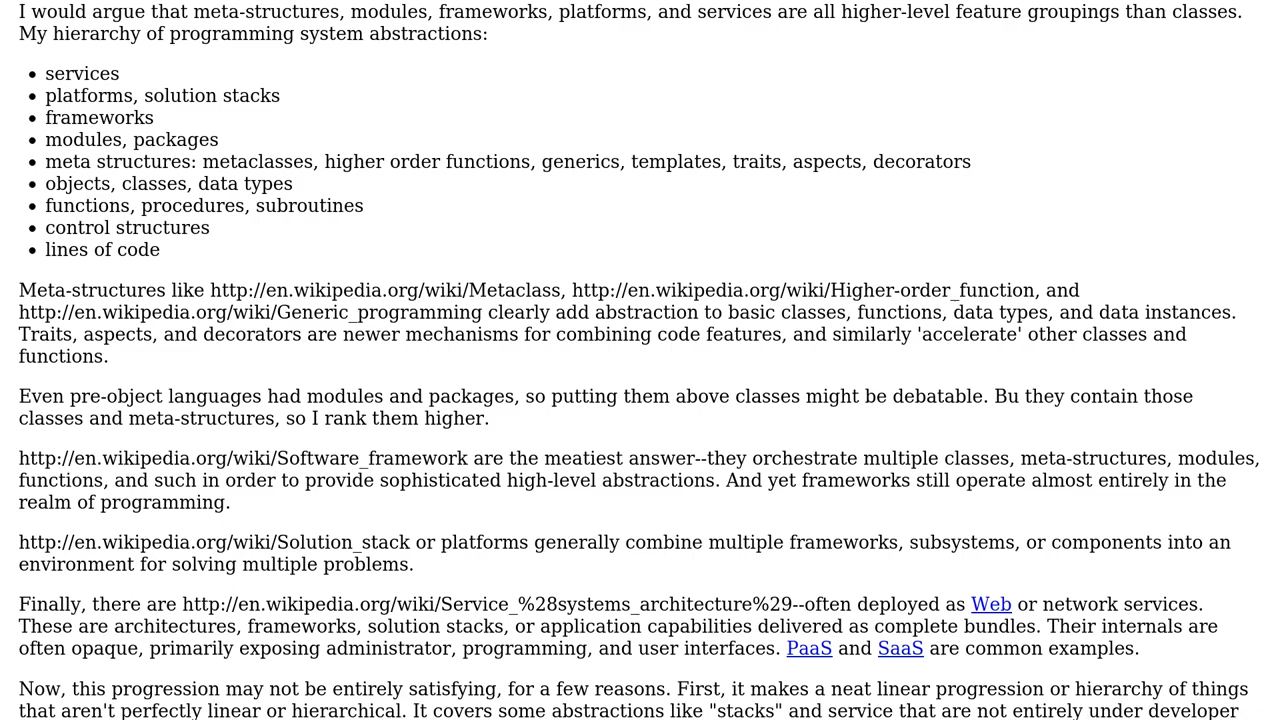 I would argue that meta-structures, modules, frameworks, platforms, and services are all higher-level feature groupings than classes.
My hierarchy of programming system abstractions:
• services
• platforms, solution stacks
• frameworks
• modules, packages
• meta structures: metaclasses, higher order functions, generics, templates, traits, aspects, decorators
• objects, classes, data types
• functions, procedures, subroutines
• control structures
• lines of code
Meta-structures like http://en.wikipedia.org/wiki/Metaclass, http://en.wikipedia.org/wiki/Higher-order_function, and
http://en.wikipedia.org/wiki/Generic_programming clearly add abstraction to basic classes, functions, data types, and data instances.
Traits, aspects, and decorators are newer mechanisms for combining code features, and similarly 'accelerate' other classes and
functions.
Even pre-object languages had modules and packages, so putting them above classes might be debatable. Bu they contain those
classes and meta-structures, so I rank them higher.
http://en.wikipedia.org/wiki/Software_framework are the meatiest answer--they orchestrate multiple classes, meta-structures, modules,
functions, and such in order to provide sophisticated high-level abstractions. And yet frameworks still operate almost entirely in the
realm of programming.
http://en.wikipedia.org/wiki/Solution_stack or platforms generally combine multiple frameworks, subsystems, or components into an
environment for solving multiple problems.
Finally, there are http://en.wikipedia.org/wiki/Service_%28systems_architecture%29--often deployed as Web or network services.
These are architectures, frameworks, solution stacks, or application capabilities delivered as complete bundles. Their internals are
often opaque, primarily exposing administrator, programming, and user interfaces. PaaS and SaaS are common examples.
Now, this progression may not be entirely satisfying, for a few reasons. First, it makes a neat linear progression or hierarchy of things
that aren't perfectly linear or hierarchical. It covers some abstractions like "stacks" and service that are not entirely under developer